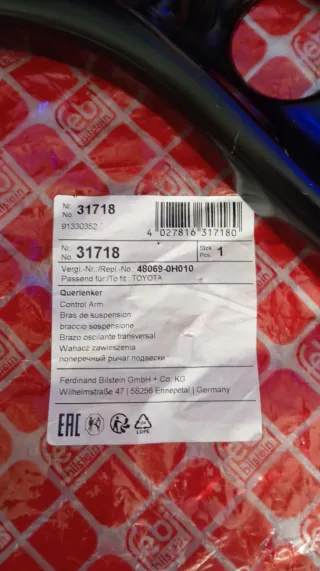 Nr. No. 31718
91330352
4 027816 317180
Nr. No. 31718
Stck. Pcs. 1
Vergl.-Nr./Repl.-No.: 48069-0H010
Passend für/To fit: TOYOTA
Querlenker
Control Arm
Bras de suspension
braccio sospensione
Brazo oscilante transversal
Wahacz zawieszenia
поперечный рычаг подвески
Ferdinand Bilstein GmbH + Co. KG
Wilhelmstraße 47 | 58256 Ennepetal | Germany
EAC
04
LDPE
febi
bilstein